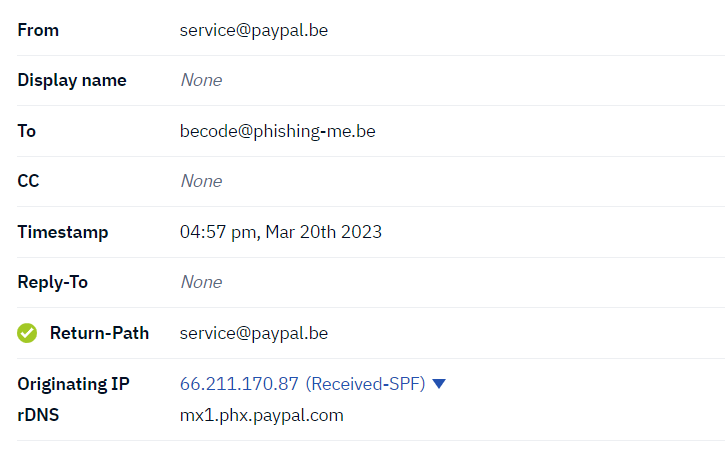 From service@paypal.be
Display name None
To becode@phishing-me.be
CC None
Timestamp 04:57 pm, Mar 20th 2023
Reply-To None
Return-Path service@paypal.be
Originating IP 66.211.170.87 (Received-SPF)
rDNS mx1.phx.paypal.com